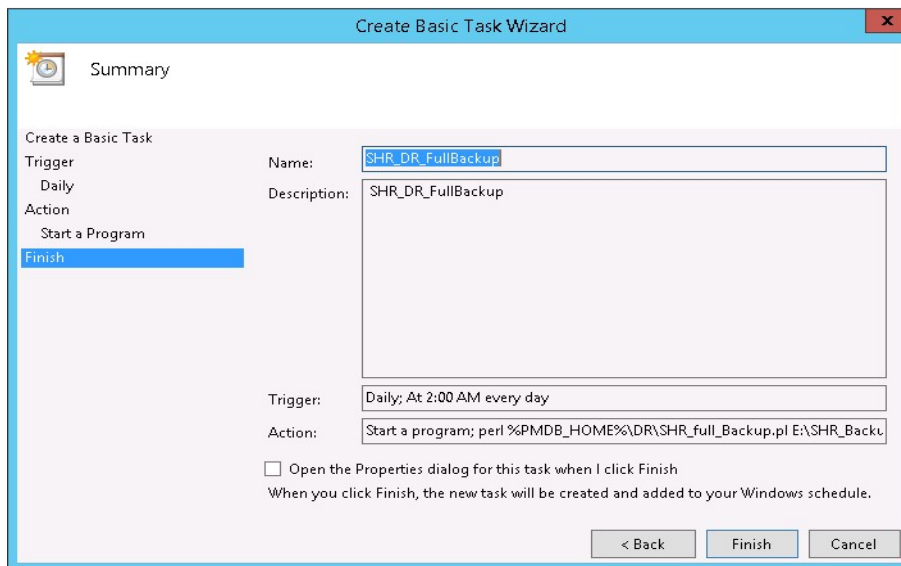 Create Basic Task Wizard
x
Summary
Create a Basic Task
Trigger
Daily
Action
Start a Program
Finish
Name:
SHR_DR_FullBackup
Description:
SHR_DR_FullBackup
Trigger:
Daily; At 2:00 AM every day
Action:
Start a program; perl %PMDB_HOME%\DR\SHR_full_Backup.pl E:\SHR_Backu
Open the Properties dialog for this task when I click Finish
When you click Finish, the new task will be created and added to your Windows schedule.
< Back
Finish
Cancel